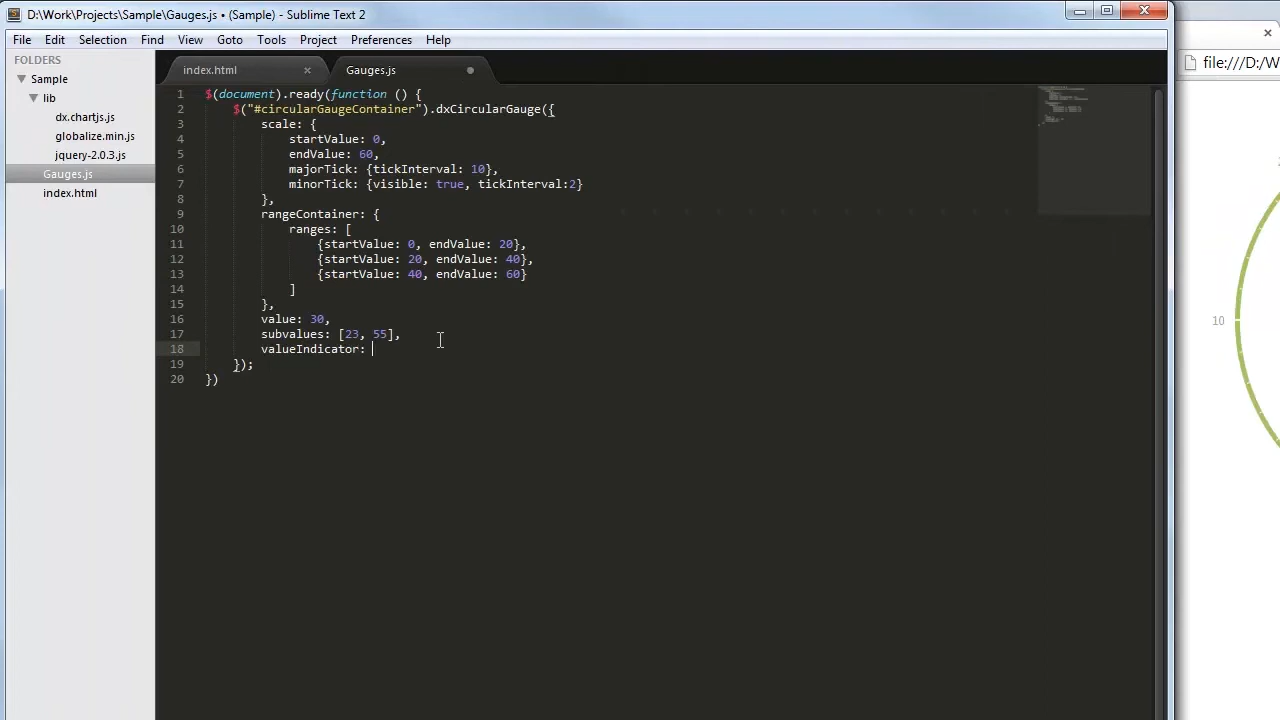 D:\Work\Projects\Sample\Gauges.js • (Sample) - Sublime Text 2
File Edit Selection Find View Goto Tools Project Preferences Help
FOLDERS
Sample
lib
dx.chartjs.js
globalize.min.js
jquery-2.0.3.js
Gauges.js
index.html
index.html × Gauges.js
1 $(document).ready(function () {
2 $("#circularGaugeContainer").dxCircularGauge({
3 scale: {
4 startValue: 0,
5 endValue: 60,
6 majorTick: {tickInterval: 10},
7 minorTick: {visible: true, tickInterval:2}
8 },
9 rangeContainer: {
10 ranges: [
11 {startValue: 0, endValue: 20},
12 {startValue: 20, endValue: 40},
13 {startValue: 40, endValue: 60}
14 ]
15 },
16 value: 30,
17 subvalues: [23, 55],
18 valueIndicator:
19 });
20 })
file:///D:/W
10